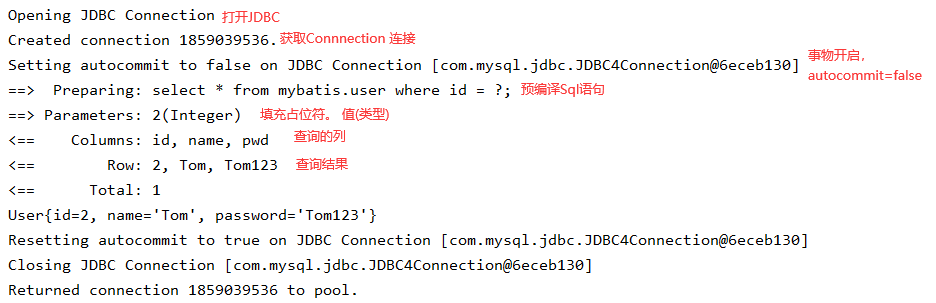 Opening JDBC Connection 打开JDBC
Created connection 1859039536. 获取Connnection 连接
Setting autocommit to false on JDBC Connection [com.mysql.jdbc.JDBC4Connection@6eceb130] 事物开启,
autocommit=false
==>  Preparing: select * from mybatis.user where id = ?; 预编译Sql语句
==> Parameters: 2(Integer) 填充占位符。 值(类型)
<==    Columns: id, name, pwd 查询的列
<==        Row: 2, Tom, Tom123 查询结果
<==      Total: 1
User{id=2, name='Tom', password='Tom123'}
Resetting autocommit to true on JDBC Connection [com.mysql.jdbc.JDBC4Connection@6eceb130]
Closing JDBC Connection [com.mysql.jdbc.JDBC4Connection@6eceb130]
Returned connection 1859039536 to pool.